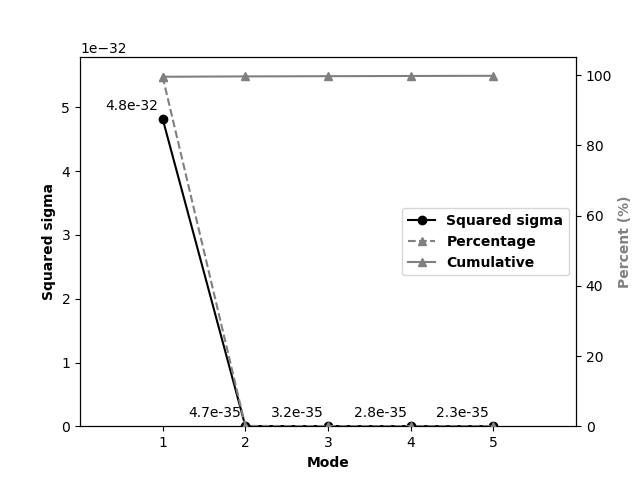 1e−32
5
4
3
2
1
0
Squared sigma
4.8e-32
4.7e-35
3.2e-35
2.8e-35
2.3e-35
Squared sigma
Percentage
Cumulative
100
80
60
40
20
0
Percent (%)
1 2 3 4 5
Mode